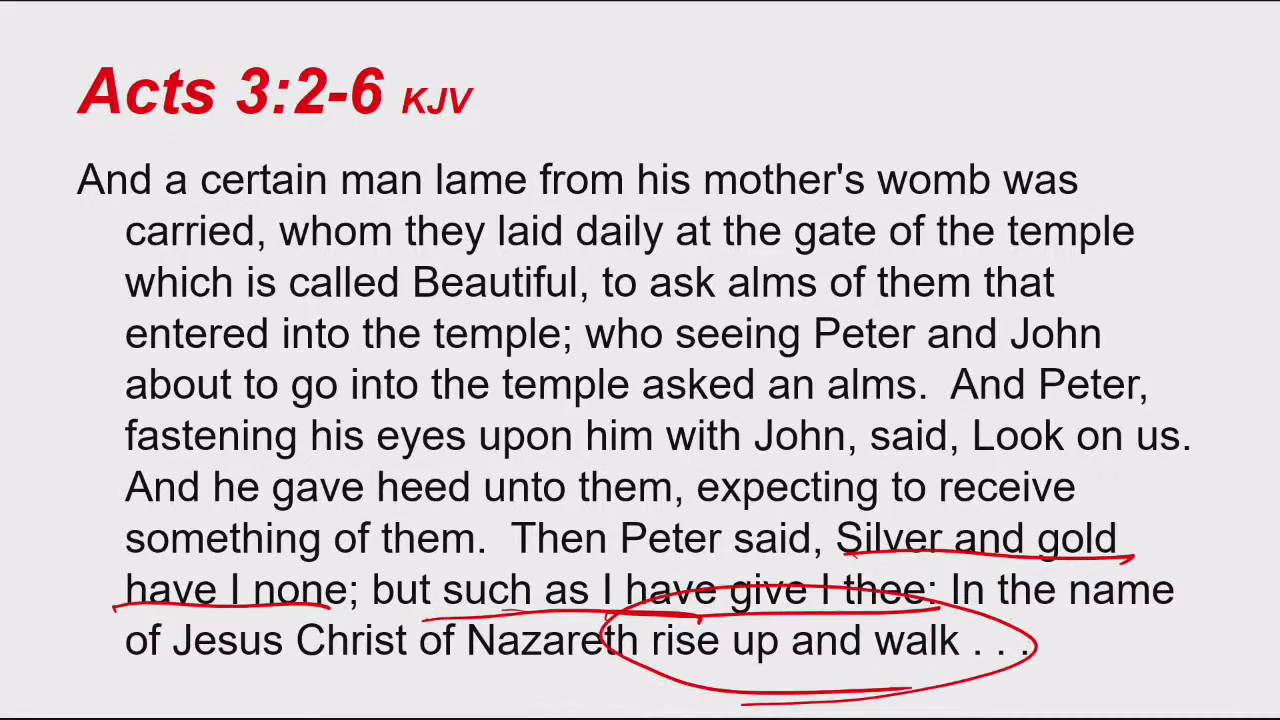 Acts 3:2-6 KJV
And a certain man lame from his mother's womb was
carried, whom they laid daily at the gate of the temple
which is called Beautiful, to ask alms of them that
entered into the temple; who seeing Peter and John
about to go into the temple asked an alms.  And Peter,
fastening his eyes upon him with John, said, Look on us.
And he gave heed unto them, expecting to receive
something of them.  Then Peter said, Silver and gold
have I none; but such as I have give I thee: In the name
of Jesus Christ of Nazareth rise up and walk . . .